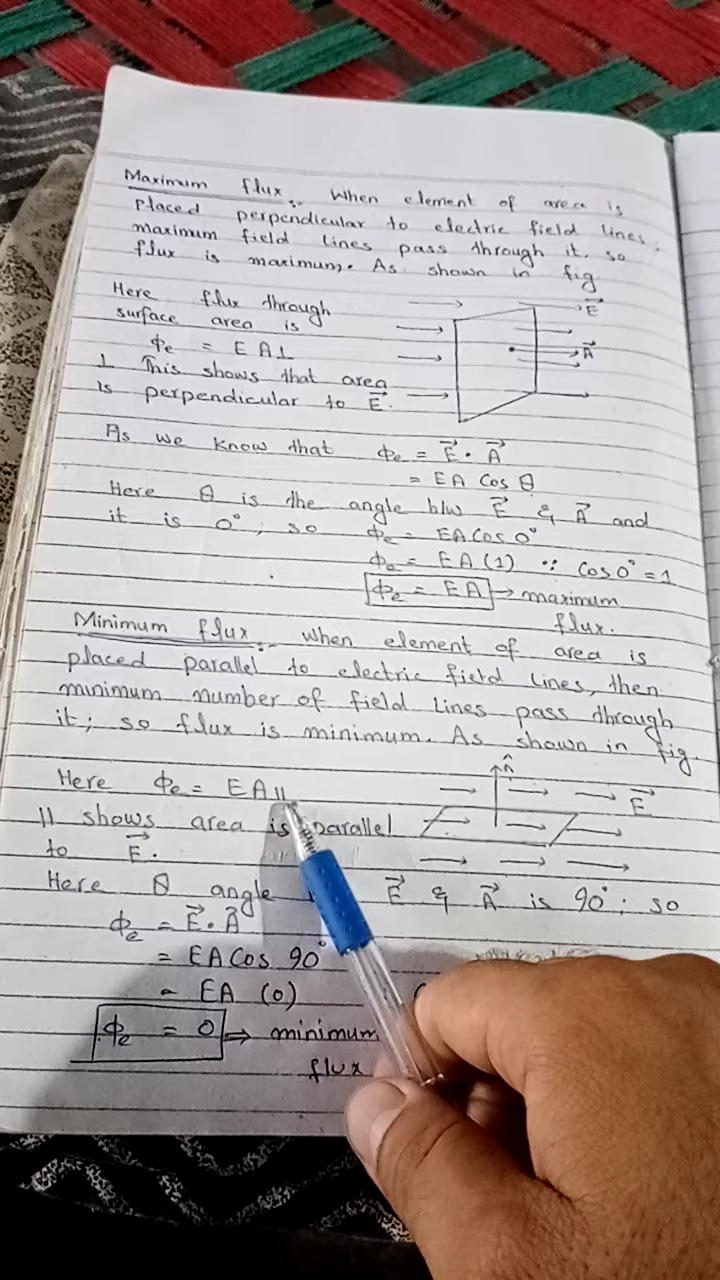 Maximum flux:- When element of area is
placed perpendicular to electric field lines,
maximum field lines pass through it. so
flux is maximum. As shown in fig
Here flux through
surface area is
Φe = EA⊥
⊥ This shows that area
is perpendicular to E⃗.
E⃗
A⃗
As we know that Φe = E⃗ · A⃗
= EA Cos θ
Here θ is the angle b/w E⃗ & A⃗ and
it is 0°, so Φe = EA Cos 0°
Φe = EA (1) ∵ Cos 0° = 1
Φe = EA → maximum
flux.
Minimum flux:- When element of area is
placed parallel to electric field lines, then
minimum number of field lines pass through
it; so flux is minimum. As shown in fig.
Here Φe = EA||
|| shows area is parallel
to E⃗.
n̂
E⃗
Here θ angle E⃗ & A⃗ is 90°; so
Φe = E⃗ · A⃗
= EA Cos 90°
= EA (0)
Φe = 0 ⇒ minimum
flux